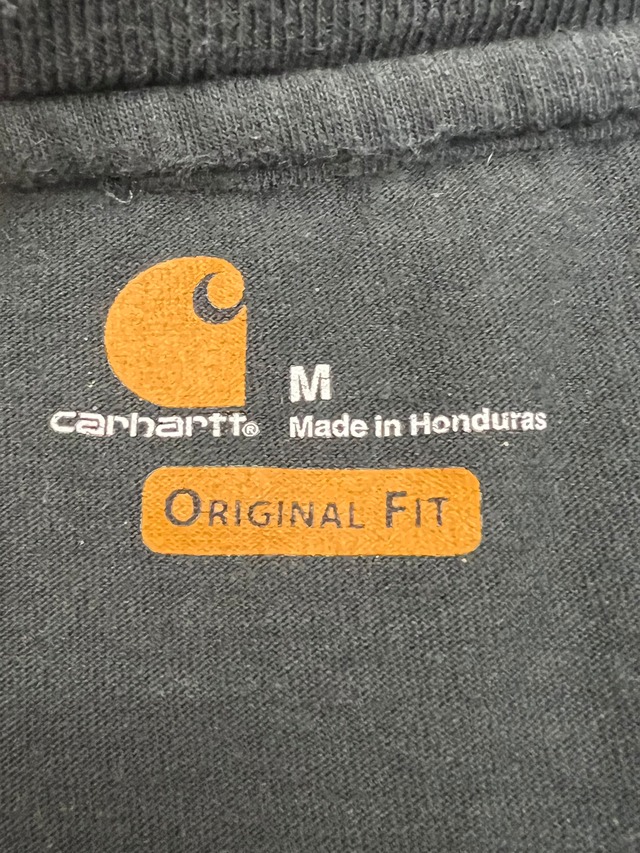 M
carhartt® Made in Honduras
ORIGINAL FIT